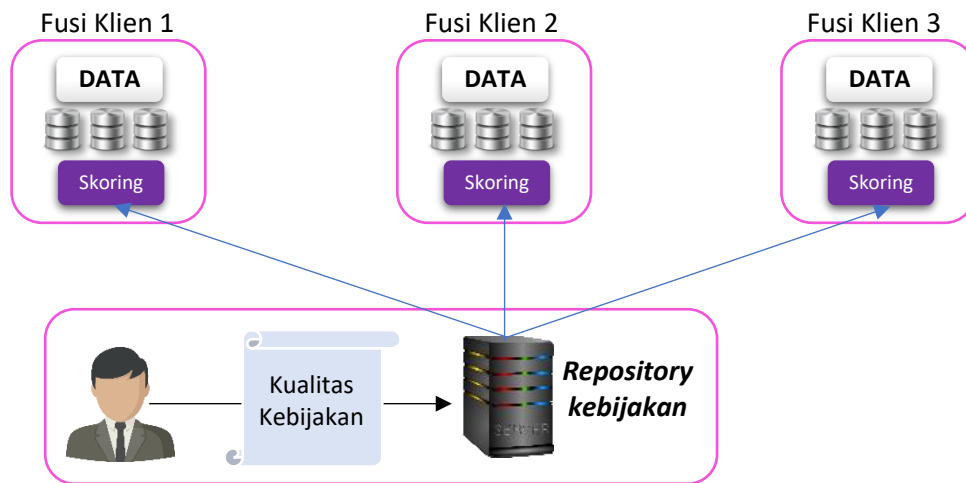 Fusi Klien 1
Fusi Klien 2
Fusi Klien 3
DATA
DATA
DATA
Skoring
Skoring
Skoring
Kualitas
Kebijakan
Repository
kebijakan